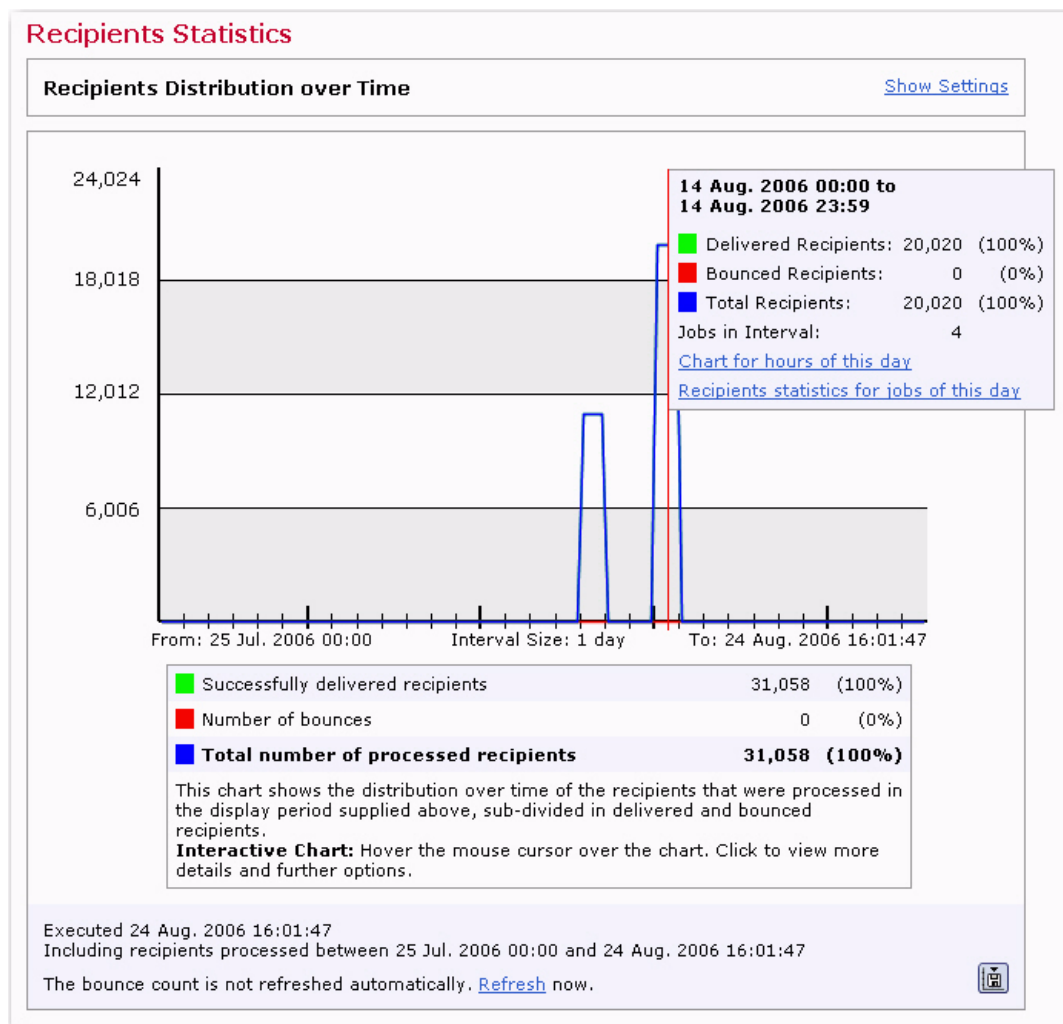 Recipients Statistics
Recipients Distribution over Time
Show Settings
24,024
18,018
12,012
6,006
14 Aug. 2006 00:00 to
14 Aug. 2006 23:59
Delivered Recipients: 20,020 (100%)
Bounced Recipients: 0 (0%)
Total Recipients: 20,020 (100%)
Jobs in Interval: 4
Chart for hours of this day
Recipients statistics for jobs of this day
From: 25 Jul. 2006 00:00 Interval Size: 1 day To: 24 Aug. 2006 16:01:47
Successfully delivered recipients 31,058 (100%)
Number of bounces 0 (0%)
Total number of processed recipients 31,058 (100%)
This chart shows the distribution over time of the recipients that were processed in
the display period supplied above, sub-divided in delivered and bounced
recipients.
Interactive Chart: Hover the mouse cursor over the chart. Click to view more
details and further options.
Executed 24 Aug. 2006 16:01:47
Including recipients processed between 25 Jul. 2006 00:00 and 24 Aug. 2006 16:01:47
The bounce count is not refreshed automatically. Refresh now.